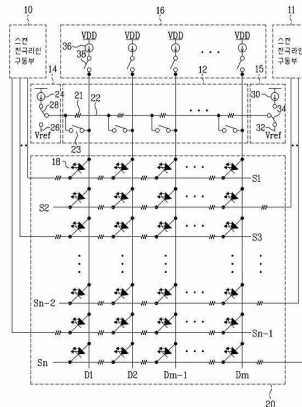 10
16
11
스캔
전극라인
구동부
VDD
VDD
VDD
VDD
스캔
전극라인
구동부
36
38
14
12
15
24
21
22
30
28
34
26
32
Vref
23
Vref
18
S1
S2
S3
Sn-2
Sn-1
Sn
D1
D2
Dm-1
Dm
20